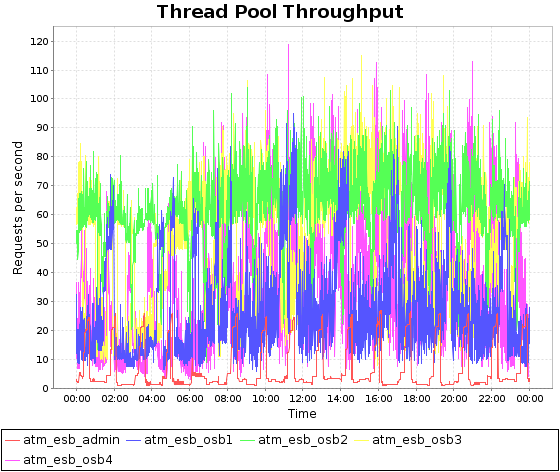 Thread Pool Throughput
120
110
100
90
80
70
60
50
40
30
20
10
0
Requests per second
00:00 02:00 04:00 06:00 08:00 10:00 12:00 14:00 16:00 18:00 20:00 22:00 00:00
Time
atm_esb_admin atm_esb_osb1 atm_esb_osb2 atm_esb_osb3
atm_esb_osb4